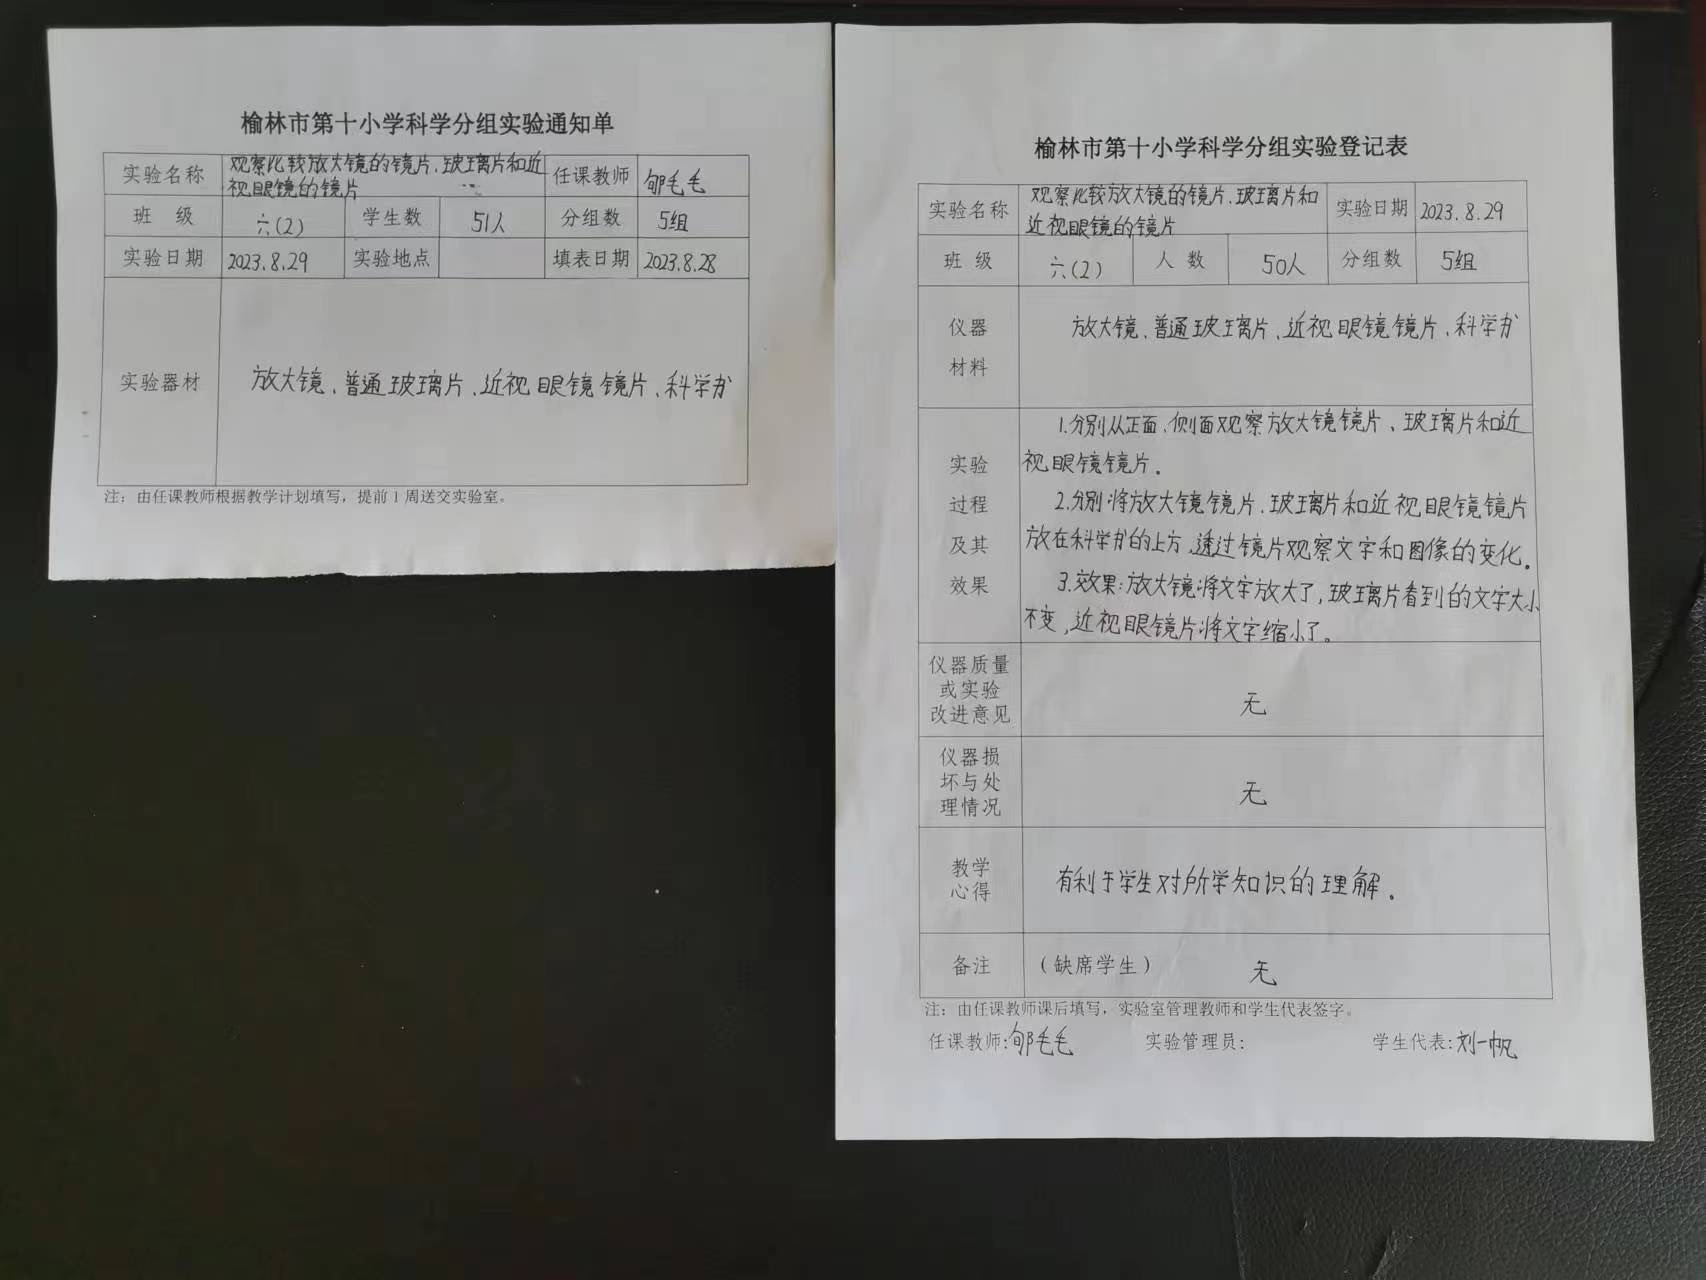 榆林市第十小学科学分组实验通知单
实验名称 观察比较放大镜的镜片、玻璃片和近 任课教师 郇毛毛
视眼镜的镜片
班 级 六(2) 学生数 51人 分组数 5组
实验日期 2023.8.29 实验地点 填表日期 2023.8.28
实验器材 放大镜、普通玻璃片、近视眼镜镜片、科学书
注：由任课教师根据教学计划填写，提前1周送交实验室。
榆林市第十小学科学分组实验登记表
实验名称 观察比较放大镜的镜片、玻璃片和 实验日期 2023.8.29
近视眼镜的镜片
班 级 六(2) 人 数 50人 分组数 5组
仪器 放大镜、普通玻璃片、近视眼镜镜片、科学书
材料
1.分别从正面、侧面观察放大镜镜片、玻璃片和近
实验 视眼镜镜片。
过程 2.分别将放大镜镜片、玻璃片和近视眼镜镜片
及其 放在科学书的上方，透过镜片观察文字和图像的变化。
效果 3.效果：放大镜将文字放大了，玻璃片看到的文字大小
不变，近视眼镜片将文字缩小了。
仪器质量
或实验 无
改进意见
仪器损
坏与处 无
理情况
教学 有利于学生对所学知识的理解。
心得
备注 （缺席学生） 无
注：由任课教师课后填写，实验室管理教师和学生代表签字。
任课教师：郇毛毛 实验管理员： 学生代表：刘一帆